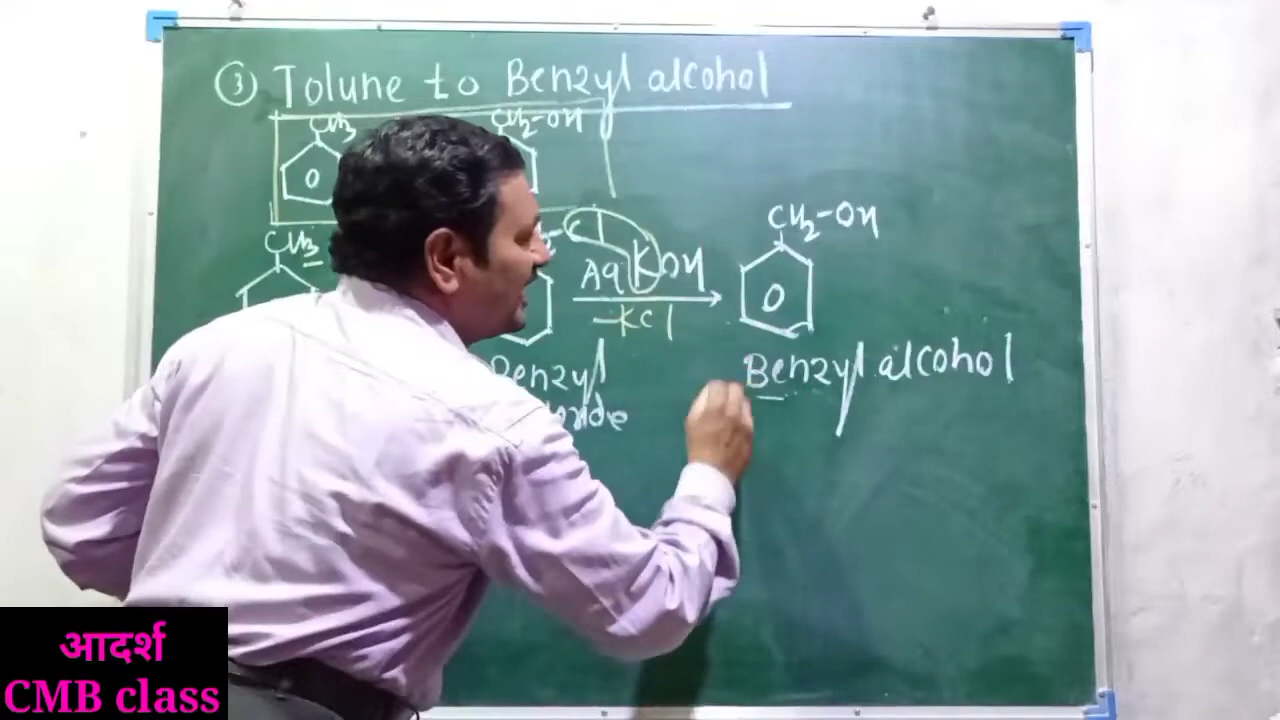 ③ Tolune to Benzyl alcohol
CH3 CH2-OH
CH3 Cl Aq KOH CH2-OH
-KCl
Benzyl Benzyl alcohol
आदर्श
CMB class